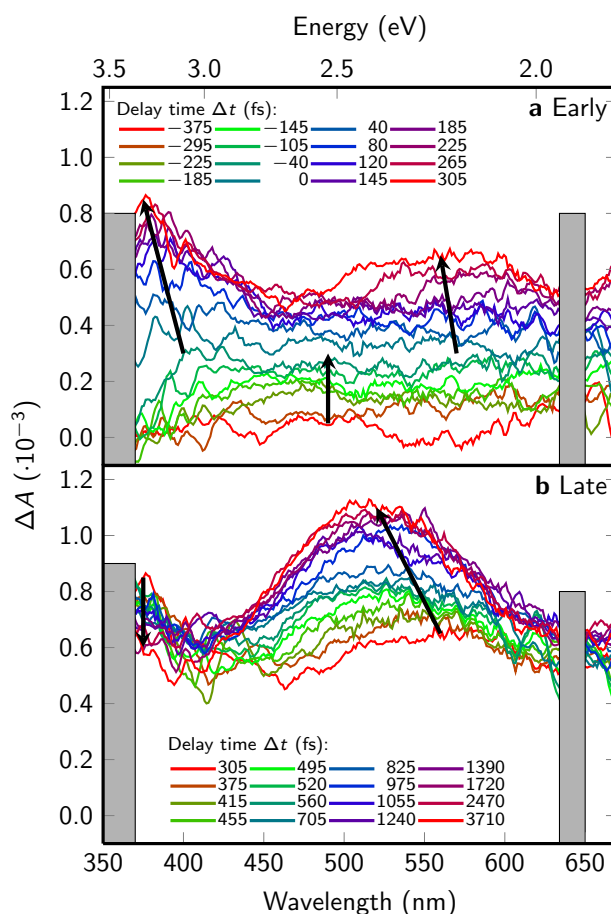 Energy (eV)
3.5 3.0 2.5 1.9
a Early
Delay time Δt (fs):
−375 −145 40 185
−295 −105 80 225
−225 −40 120 265
−185 0 145 305
1.2
1.0
0.8
0.6
0.4
0.2
0.0
ΔA (·10⁻³)
b Late
1.2
1.0
0.8
0.6
0.4
0.2
0.0
Delay time Δt (fs):
305 495 825 1390
375 520 975 1720
415 560 1055 2470
455 705 1240 3710
350 400 450 500 550 600 650
Wavelength (nm)